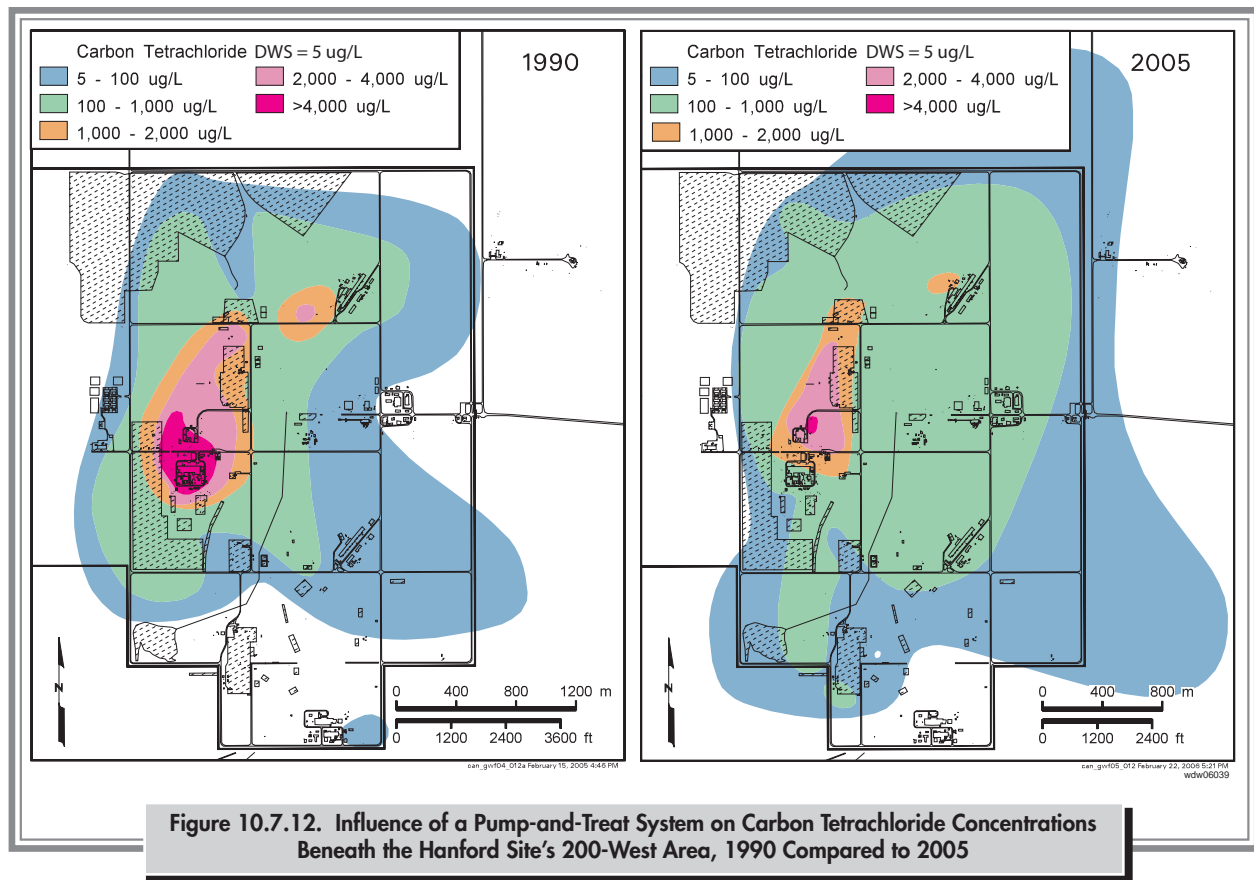 Carbon Tetrachloride DWS = 5 ug/L
5 - 100 ug/L
100 - 1,000 ug/L
1,000 - 2,000 ug/L
2,000 - 4,000 ug/L
>4,000 ug/L
1990
N
0 400 800 1200 m
0 1200 2400 3600 ft
can_gwf04_012a February 15, 2005 4:46 PM
Carbon Tetrachloride DWS = 5 ug/L
5 - 100 ug/L
100 - 1,000 ug/L
1,000 - 2,000 ug/L
2,000 - 4,000 ug/L
>4,000 ug/L
2005
N
0 400 800 m
0 1200 2400 ft
can_gwf05_012 February 22, 2006 5:21 PM
wdw06039
Figure 10.7.12. Influence of a Pump-and-Treat System on Carbon Tetrachloride Concentrations
Beneath the Hanford Site's 200-West Area, 1990 Compared to 2005